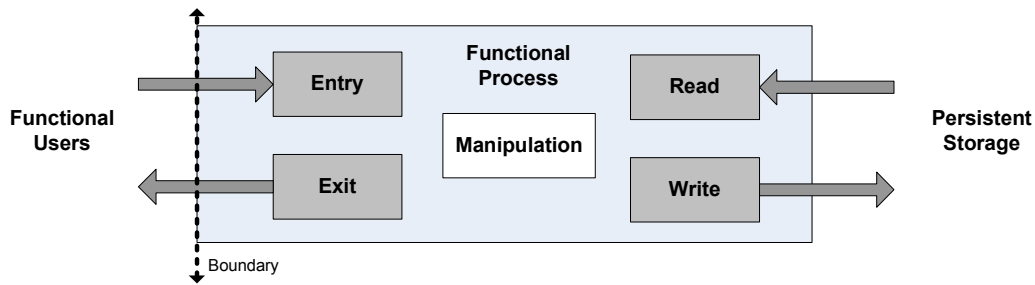 Functional
Process
Entry
Read
Functional
Users
Manipulation
Persistent
Storage
Exit
Write
Boundary